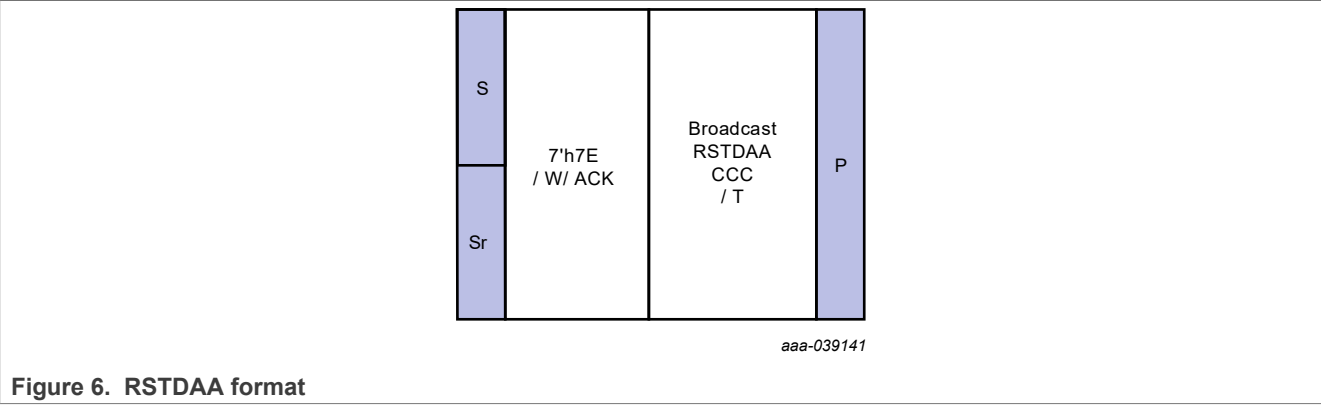 S
Sr
7'h7E
/ W/ ACK
Broadcast
RSTDAA
CCC
/ T
P
aaa-039141
Figure 6. RSTDAA format